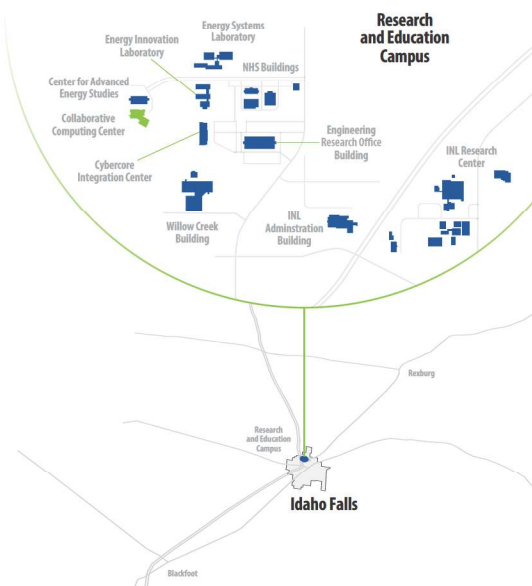 Research
and Education
Campus
Energy Systems
Laboratory
Energy Innovation
Laboratory
NHS Buildings
Center for Advanced
Energy Studies
Collaborative
Computing Center
Engineering
Research Office
Building
INL Research
Center
Cybercore
Integration Center
Willow Creek
Building
INL
Adminstration
Building
Rexburg
Research
and Education
Campus
Idaho Falls
Blackfoot